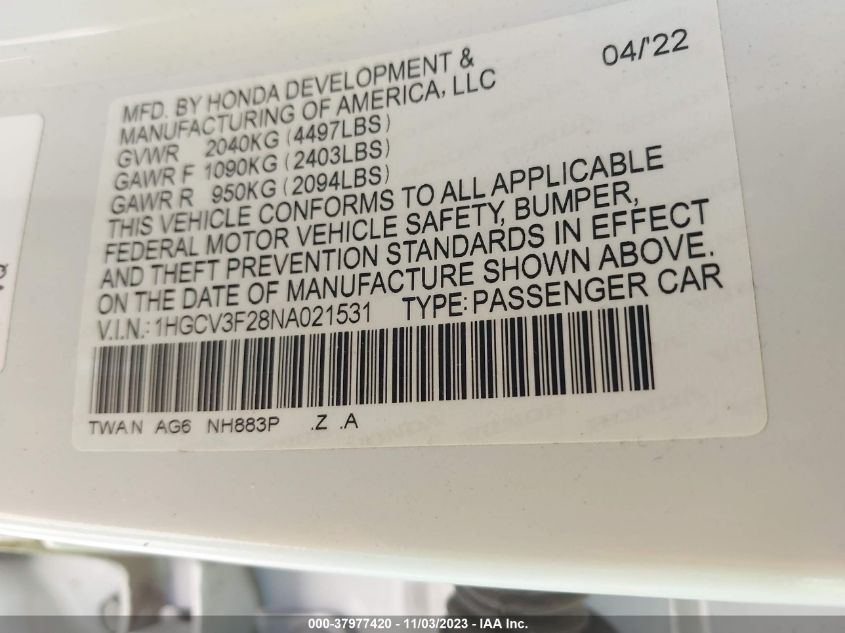 04/'22
MFD. BY HONDA DEVELOPMENT &
MANUFACTURING OF AMERICA, LLC
GVWR 2040KG (4497LBS)
GAWR F 1090KG (2403LBS)
GAWR R 950KG (2094LBS)
THIS VEHICLE CONFORMS TO ALL APPLICABLE
FEDERAL MOTOR VEHICLE SAFETY, BUMPER,
AND THEFT PREVENTION STANDARDS IN EFFECT
ON THE DATE OF MANUFACTURE SHOWN ABOVE.
V.I.N.: 1HGCV3F28NA021531 TYPE: PASSENGER CAR
TWAN AG6 NH883P .Z .A
000-37977420 - 11/03/2023 - IAA Inc.